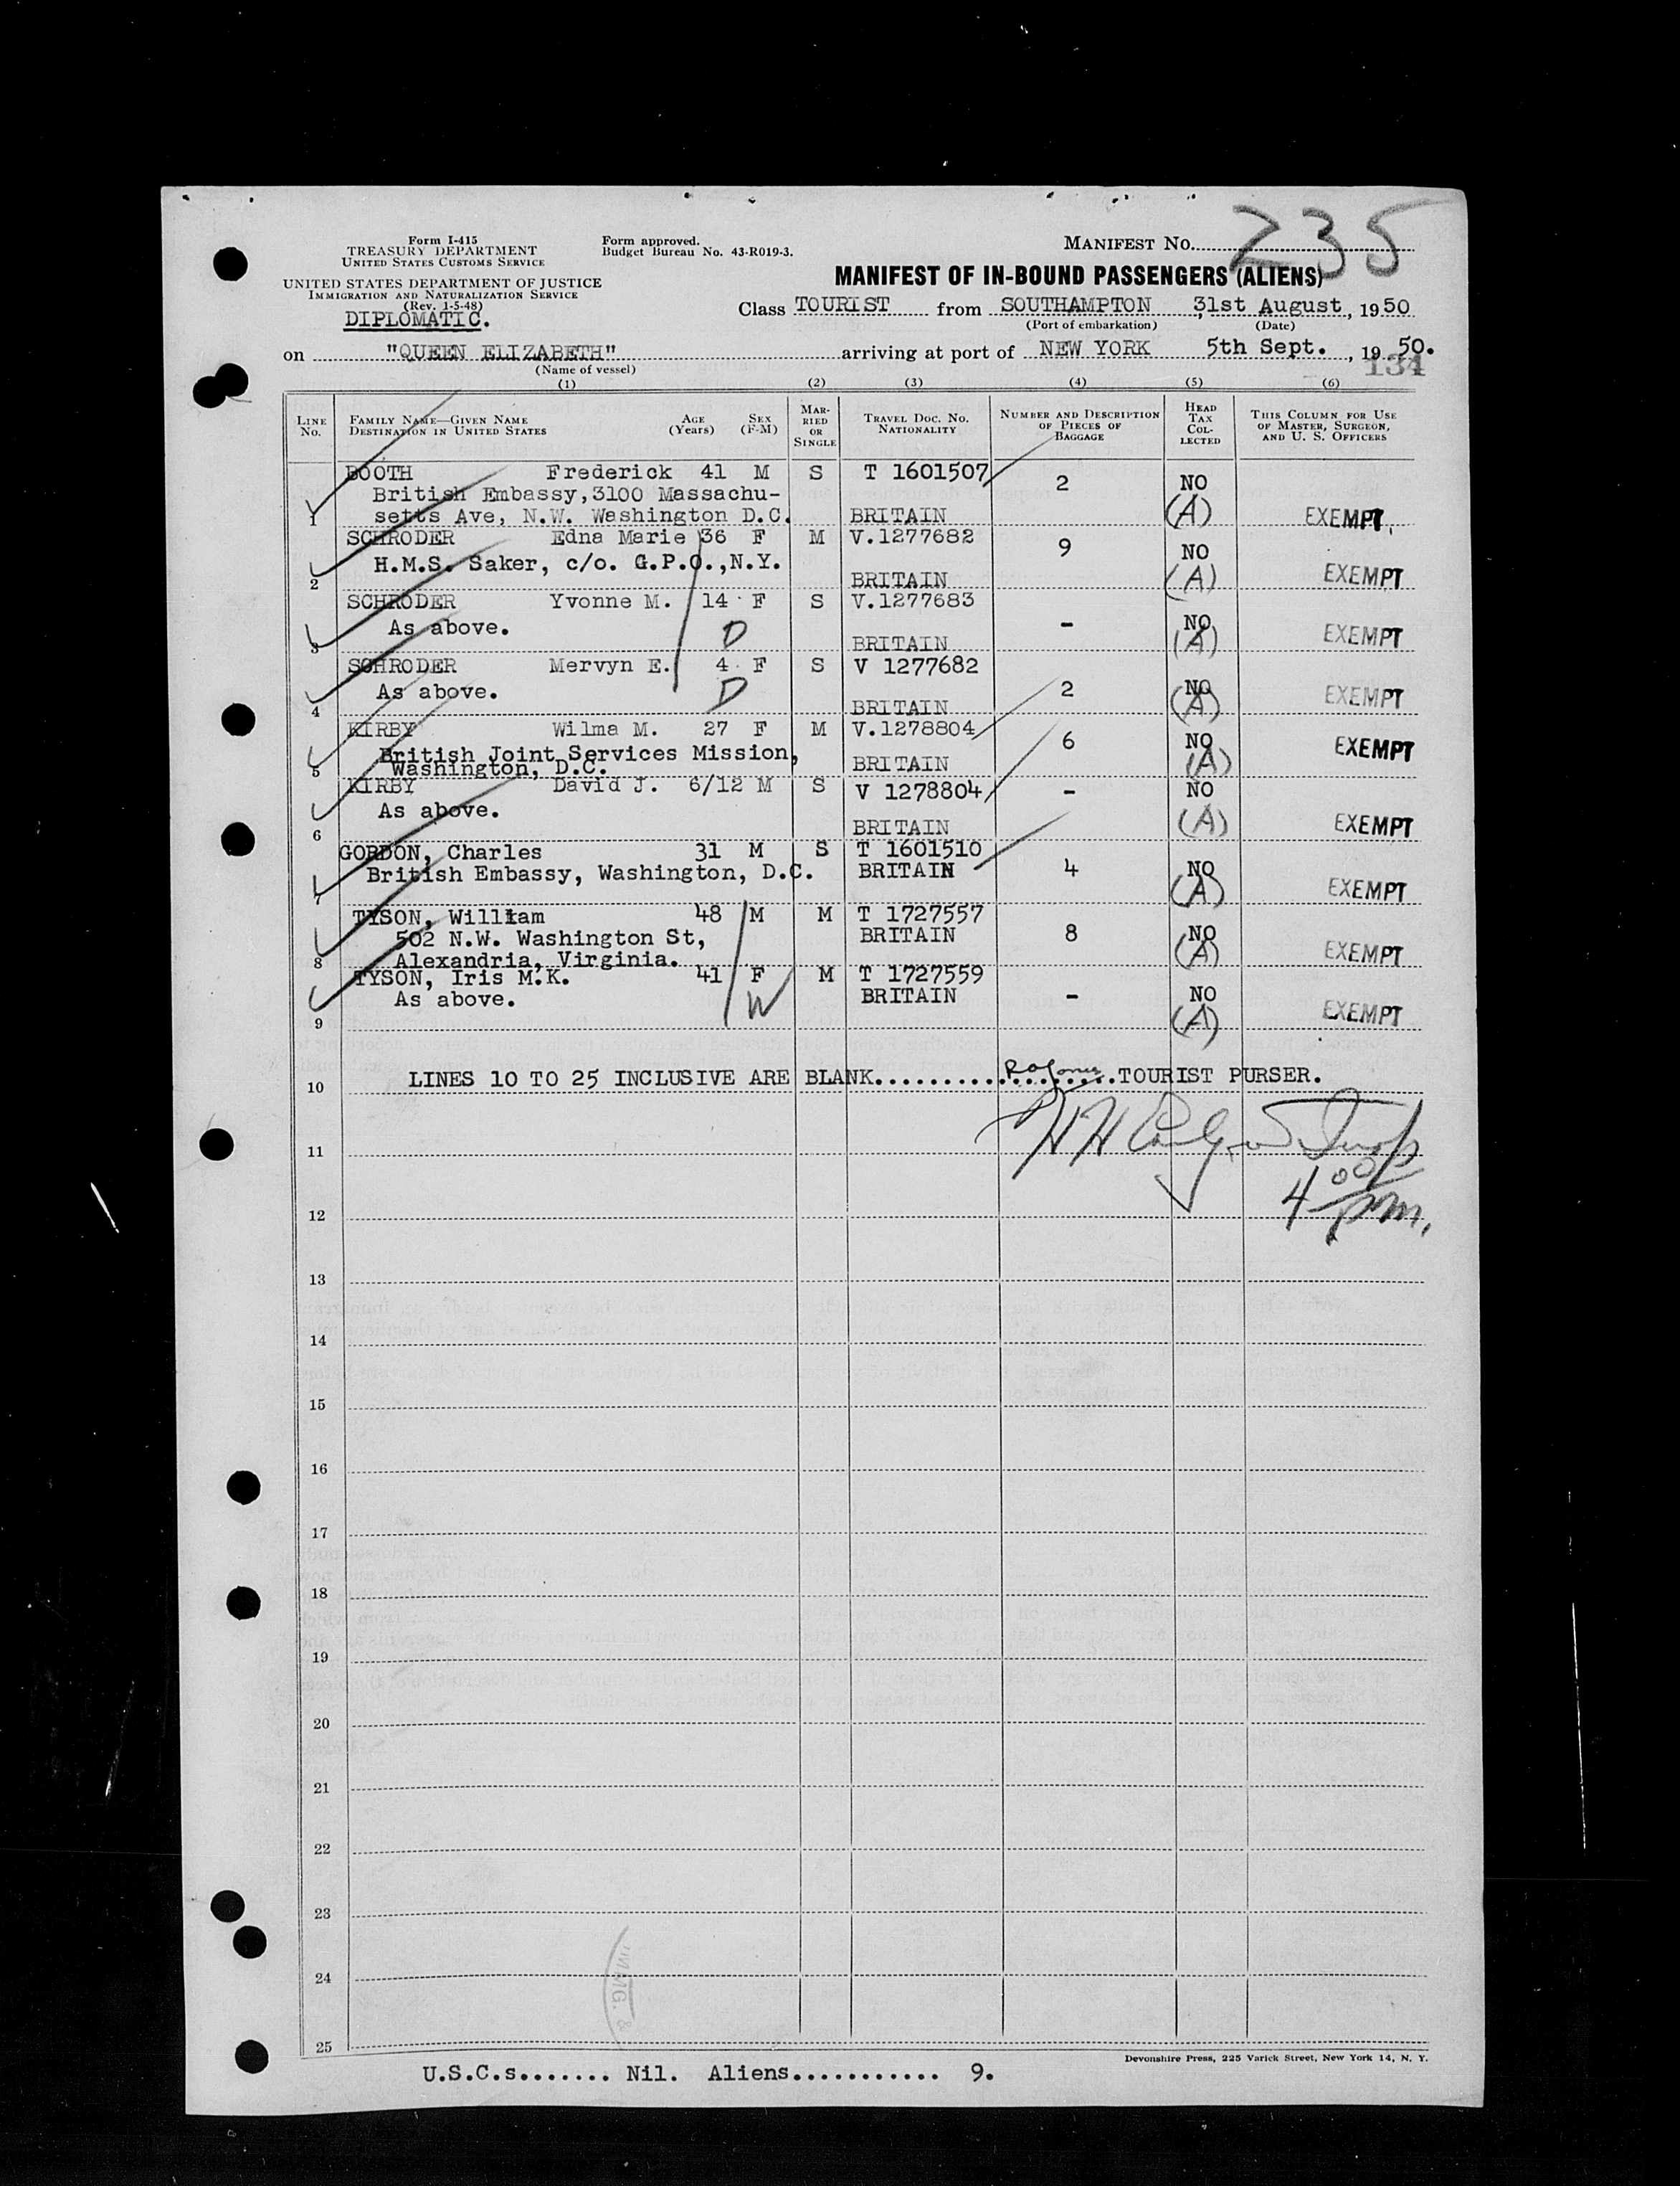 Form I-415
TREASURY DEPARTMENT
UNITED STATES CUSTOMS SERVICE
UNITED STATES DEPARTMENT OF JUSTICE
IMMIGRATION AND NATURALIZATION SERVICE
(Rev. 1-5-48)
DIPLOMATIC.
Form approved.
Budget Bureau No. 43-R019-3.
MANIFEST No. 235
MANIFEST OF IN-BOUND PASSENGERS (ALIENS)
Class TOURIST from SOUTHAMPTON, 31st August, 1950
(Port of embarkation) (Date)
on "QUEEN ELIZABETH" arriving at port of NEW YORK 5th Sept., 1950.
(Name of vessel)
134
(1) (2) (3) (4) (5) (6)
LINE No. FAMILY NAME—GIVEN NAME DESTINATION IN UNITED STATES AGE (Years) SEX (F-M) MARRIED OR SINGLE TRAVEL DOC. NO. NATIONALITY NUMBER AND DESCRIPTION OF PIECES OF BAGGAGE HEAD TAX COLLECTED THIS COLUMN FOR USE OF MASTER, SURGEON, AND U. S. OFFICERS
BOOTH Frederick 41 M S T 1601507 2 NO
British Embassy, 3100 Massachu-
1 setts Ave, N.W. Washington D.C. BRITAIN (A) EXEMPT
SCHRODER Edna Marie 36 F M V.1277682 9 NO
H.M.S. Saker, c/o. G.P.O., N.Y.
2 BRITAIN (A) EXEMPT
SCHRODER Yvonne M. 14 F S V.1277683 - NO
As above. D
3 BRITAIN (A) EXEMPT
SCHRODER Mervyn E. 4 F S V 1277682 2 NO
As above. D
4 BRITAIN (A) EXEMPT
KIRBY Wilma M. 27 F M V.1278804 6 NO
British Joint Services Mission,
5 Washington, D.C. BRITAIN (A) EXEMPT
KIRBY David J. 6/12 M S V 1278804 - NO
As above.
6 BRITAIN (A) EXEMPT
GORDON, Charles 31 M S T 1601510
British Embassy, Washington, D.C. BRITAIN 4 NO
7 (A) EXEMPT
TYSON, William 48 M M T 1727557
502 N.W. Washington St, BRITAIN 8 NO
8 Alexandria, Virginia. (A) EXEMPT
TYSON, Iris M.K. 41 F M T 1727559
As above. W BRITAIN - NO
9 (A) EXEMPT
10 LINES 10 TO 25 INCLUSIVE ARE BLANK....................TOURIST PURSER.
11
4 00 pm.
12
13
14
15
16
17
18
19
20
21
22
23
24
25
Devonshire Press, 225 Varick Street, New York 14, N. Y.
U.S.C.s....... Nil. Aliens........... 9.